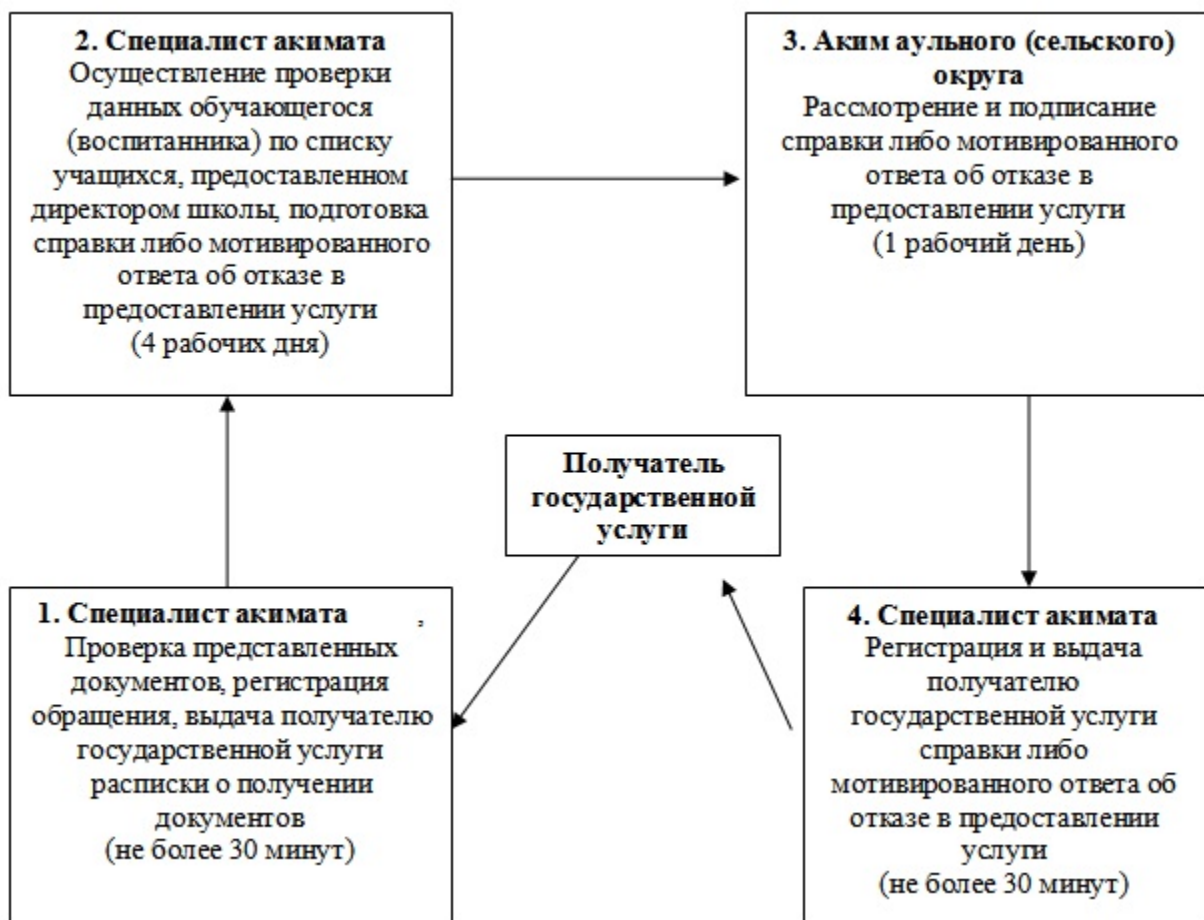 2. Специалист акимата
Осуществление проверки
данных обучающегося
(воспитанника) по списку
учащихся, предоставленном
директором школы, подготовка
справки либо мотивированного
ответа об отказе в
предоставлении услуги
(4 рабочих дня)
3. Аким аульного (сельского)
округа
Рассмотрение и подписание
справки либо мотивированного
ответа об отказе в
предоставлении услуги
(1 рабочий день)
Получатель
государственной
услуги
1. Специалист акимата ,
Проверка представленных
документов, регистрация
обращения, выдача получателю
государственной услуги
расписки о получении
документов
(не более 30 минут)
4. Специалист акимата
Регистрация и выдача
получателю
государственной услуги
справки либо
мотивированного ответа об
отказе в предоставлении
услуги
(не более 30 минут)